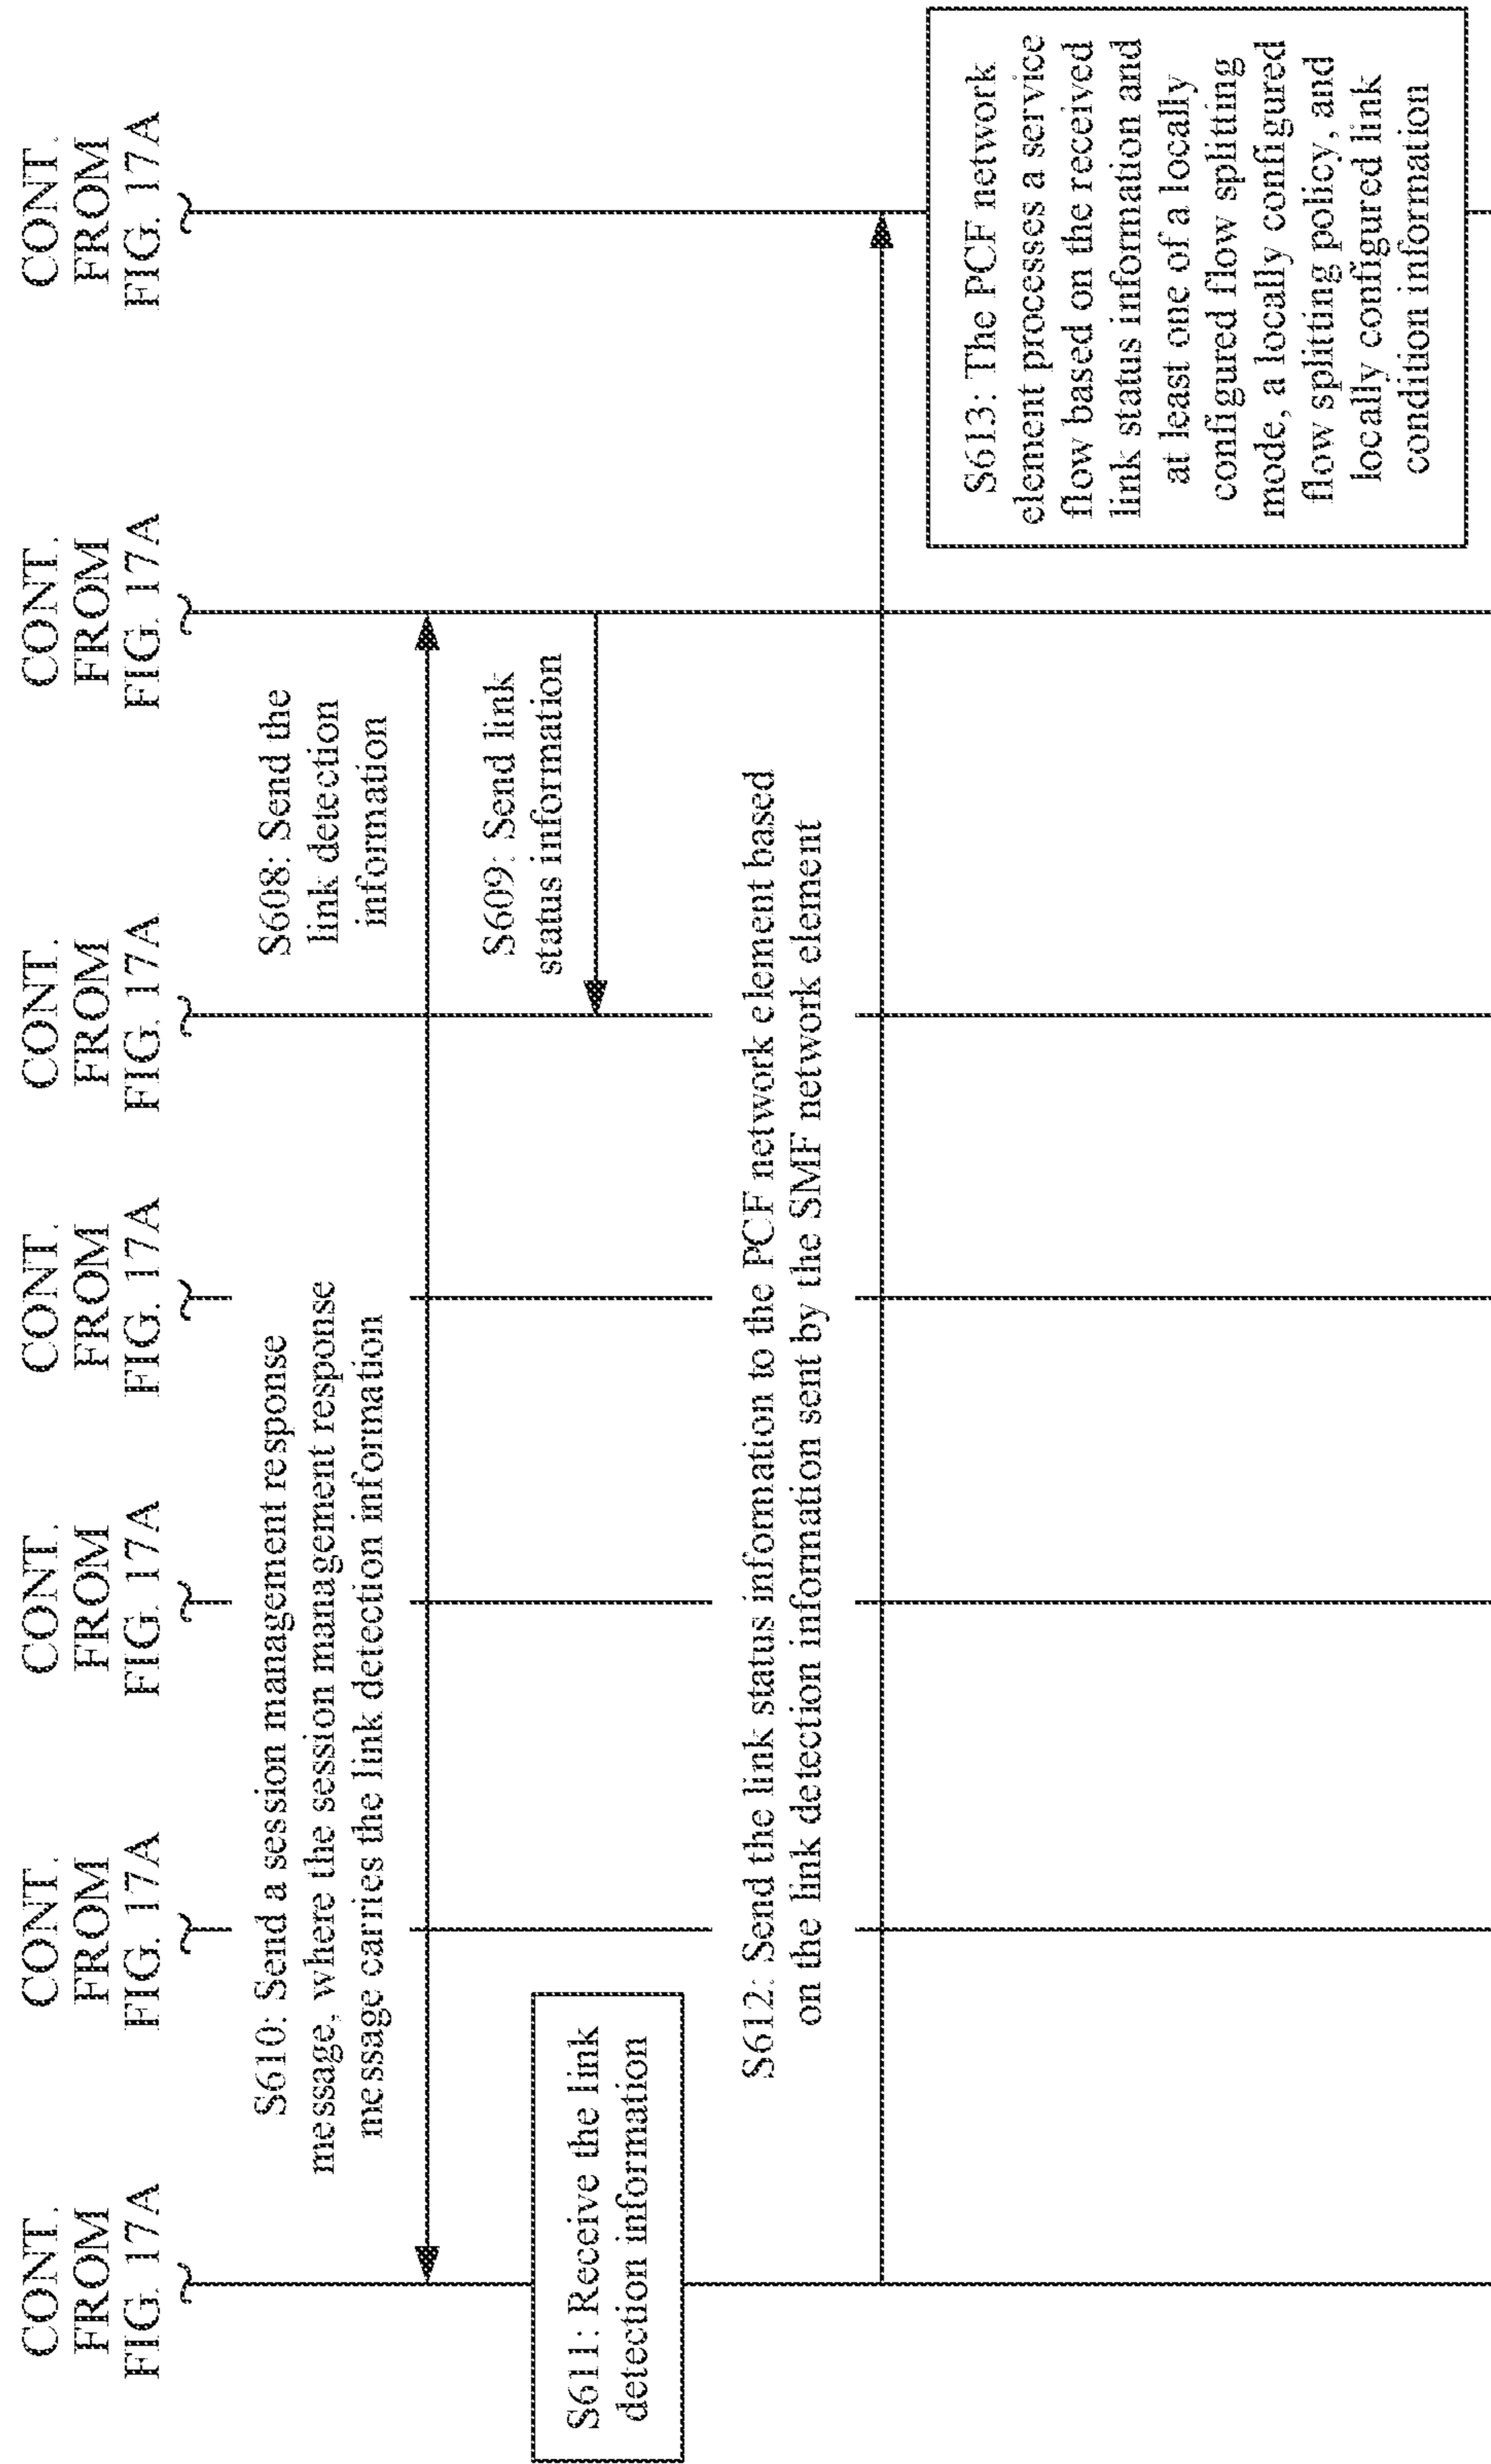 CONT.
FROM
FIG. 17A
CONT.
FROM
FIG. 17A
CONT.
FROM
FIG. 17A
CONT.
FROM
FIG. 17A
CONT.
FROM
FIG. 17A
CONT.
FROM
FIG. 17A
CONT.
FROM
FIG. 17A
S608: Send the
link detection
information
S609: Send link
status information
S610: Send a session management response
message, where the session management response
message carries the link detection information
S611: Receive the link
detection information
S612: Send the link status information to the PCF network element based
on the link detection information sent by the SMF network element
S613: The PCF network
element processes a service
flow based on the received
link status information and
at least one of a locally
configured flow splitting
mode, a locally configured
flow splitting policy, and
locally configured link
condition information